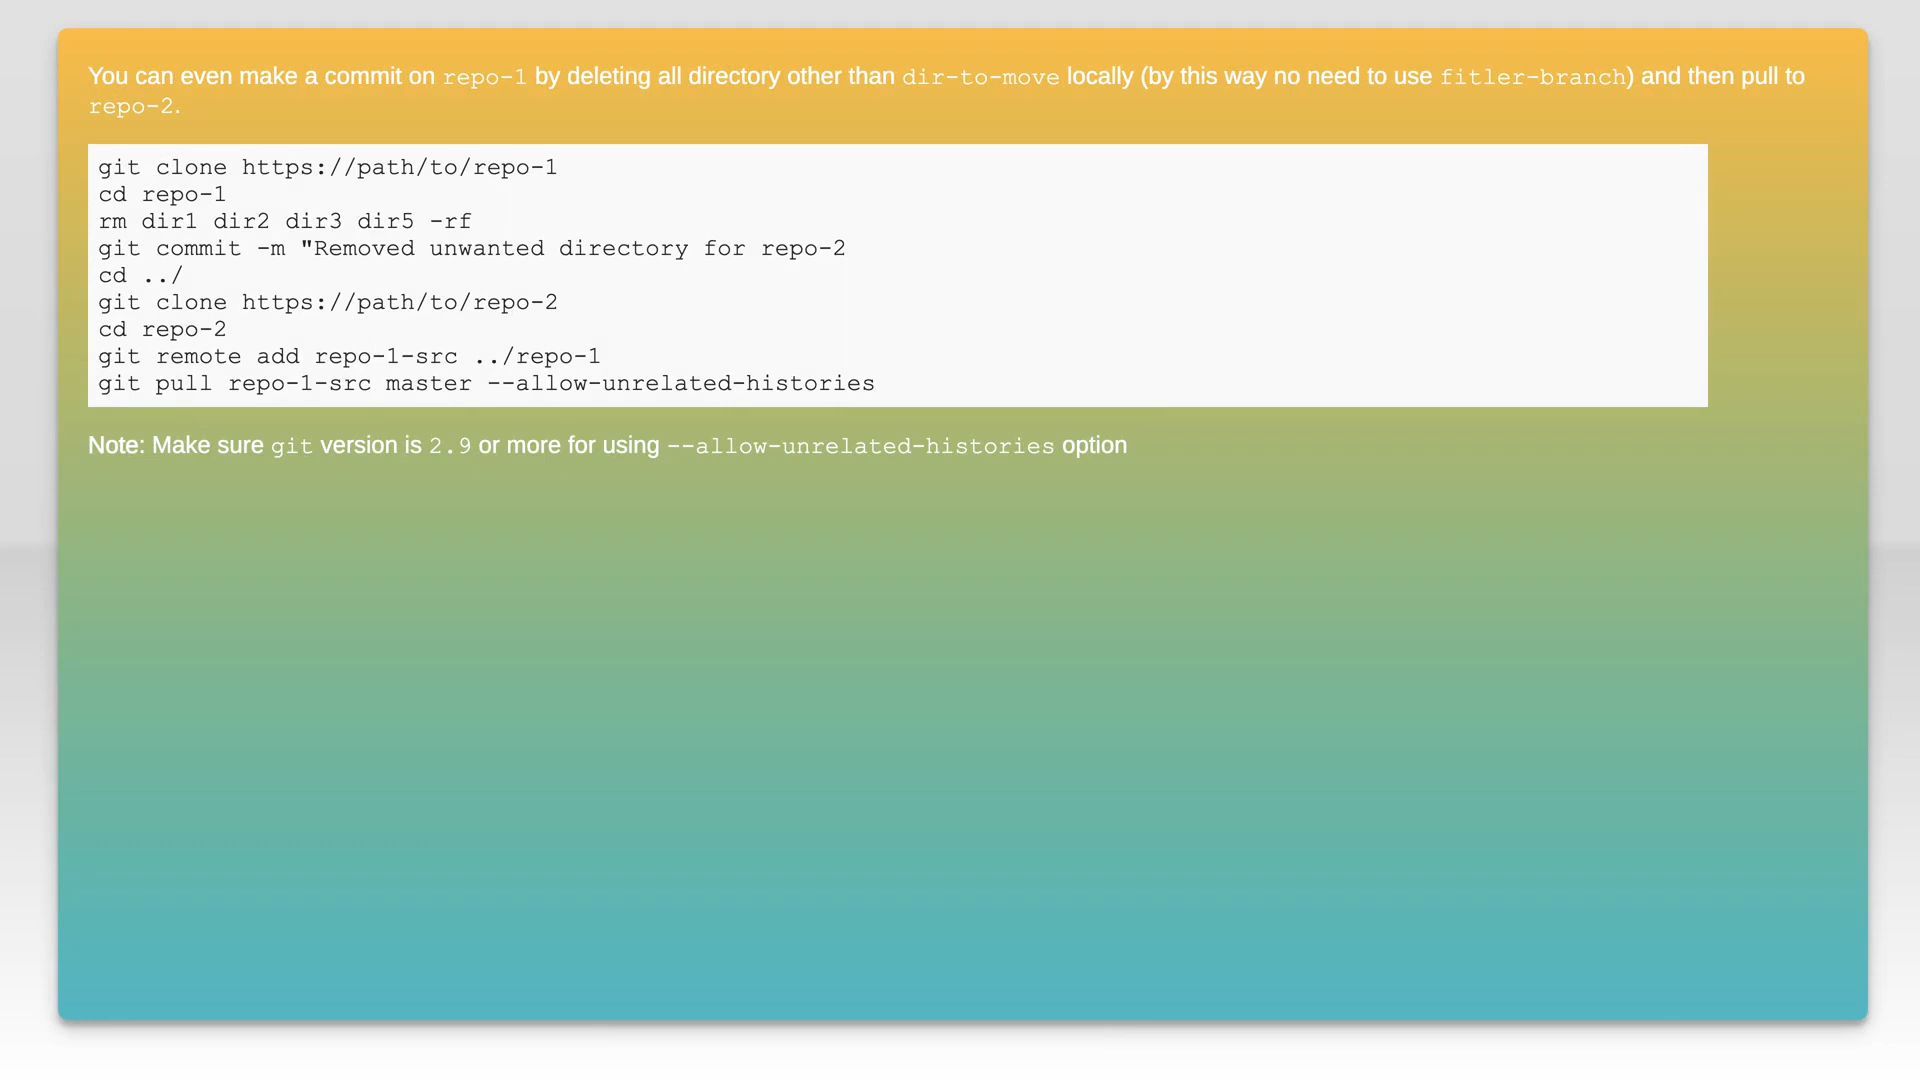 You can even make a commit on repo-1 by deleting all directory other than dir-to-move locally (by this way no need to use fitler-branch) and then pull to
repo-2.
git clone https://path/to/repo-1
cd repo-1
rm dir1 dir2 dir3 dir5 -rf
git commit -m "Removed unwanted directory for repo-2
cd ../
git clone https://path/to/repo-2
cd repo-2
git remote add repo-1-src ../repo-1
git pull repo-1-src master --allow-unrelated-histories
Note: Make sure git version is 2.9 or more for using --allow-unrelated-histories option